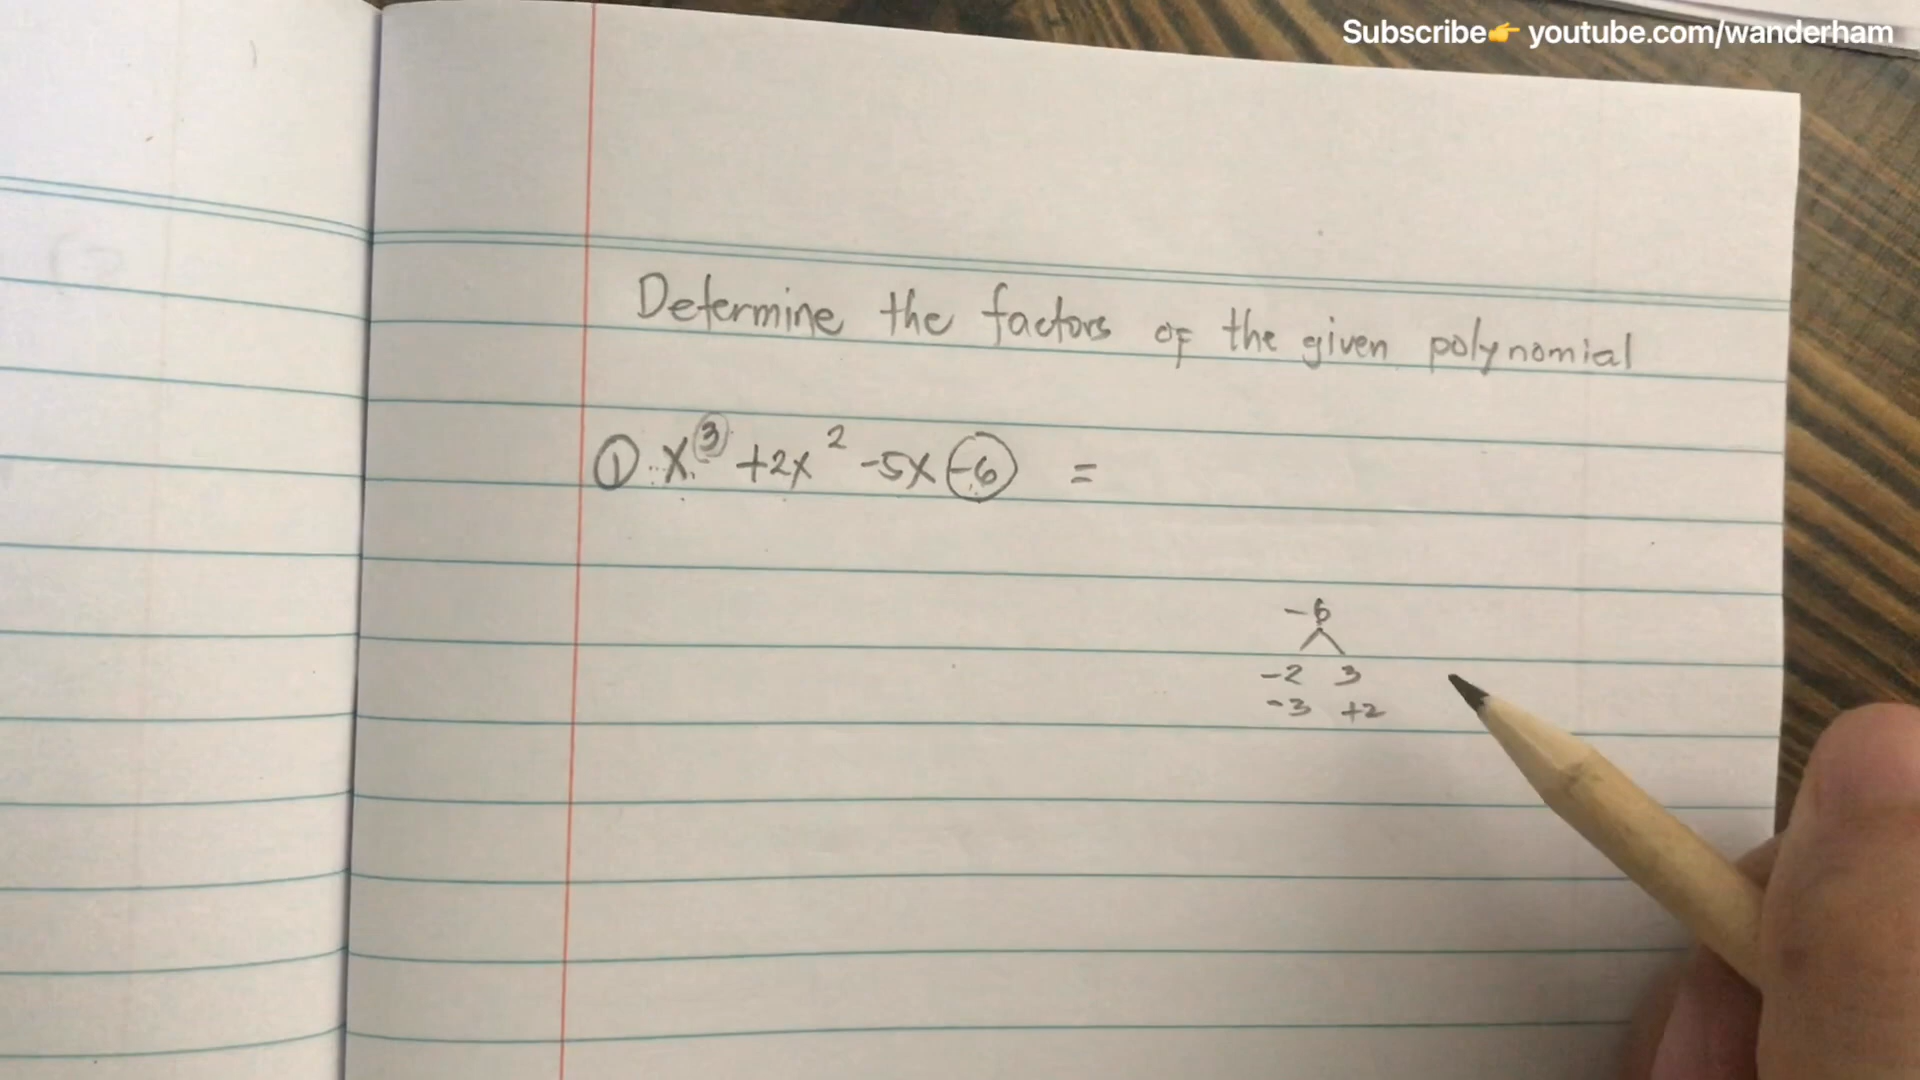 Subscribe👉 youtube.com/wanderham
Determine the factors of the given polynomial
① x³ +2x² -5x -6 =
-6
-2 3
-3 +2